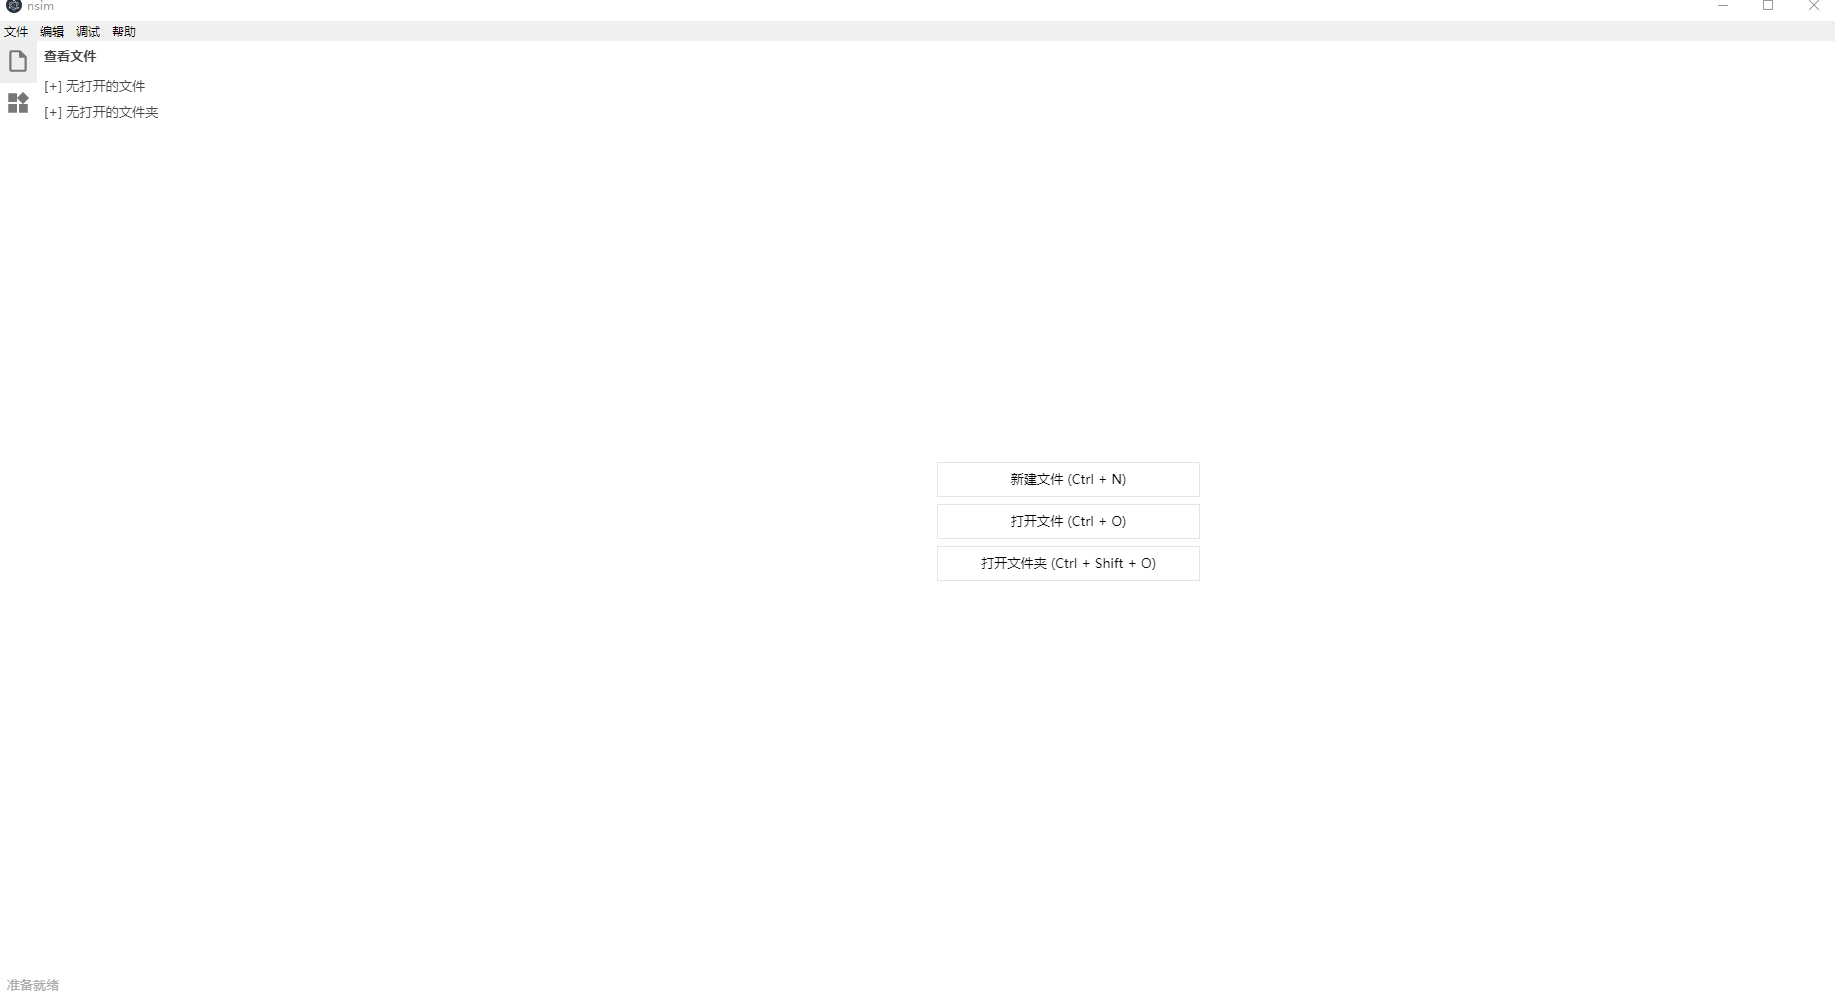 nsim
文件 编辑 调试 帮助
查看文件
[+] 无打开的文件
[+] 无打开的文件夹
新建文件 (Ctrl + N)
打开文件 (Ctrl + O)
打开文件夹 (Ctrl + Shift + O)
准备就绪